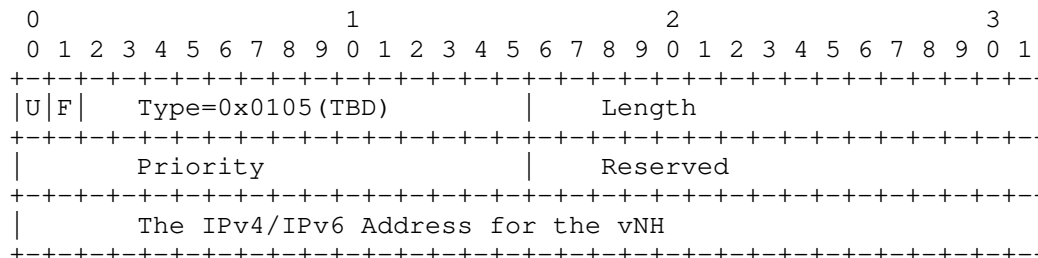 0                   1                   2                   3
0 1 2 3 4 5 6 7 8 9 0 1 2 3 4 5 6 7 8 9 0 1 2 3 4 5 6 7 8 9 0 1
+-+-+-+-+-+-+-+-+-+-+-+-+-+-+-+-+-+-+-+-+-+-+-+-+-+-+-+-+-+-+-+-
|U|F|   Type=0x0105(TBD)        |    Length
+-+-+-+-+-+-+-+-+-+-+-+-+-+-+-+-+-+-+-+-+-+-+-+-+-+-+-+-+-+-+-+-
|       Priority                |    Reserved
+-+-+-+-+-+-+-+-+-+-+-+-+-+-+-+-+-+-+-+-+-+-+-+-+-+-+-+-+-+-+-+-
|       The IPv4/IPv6 Address for the vNH
+-+-+-+-+-+-+-+-+-+-+-+-+-+-+-+-+-+-+-+-+-+-+-+-+-+-+-+-+-+-+-+-